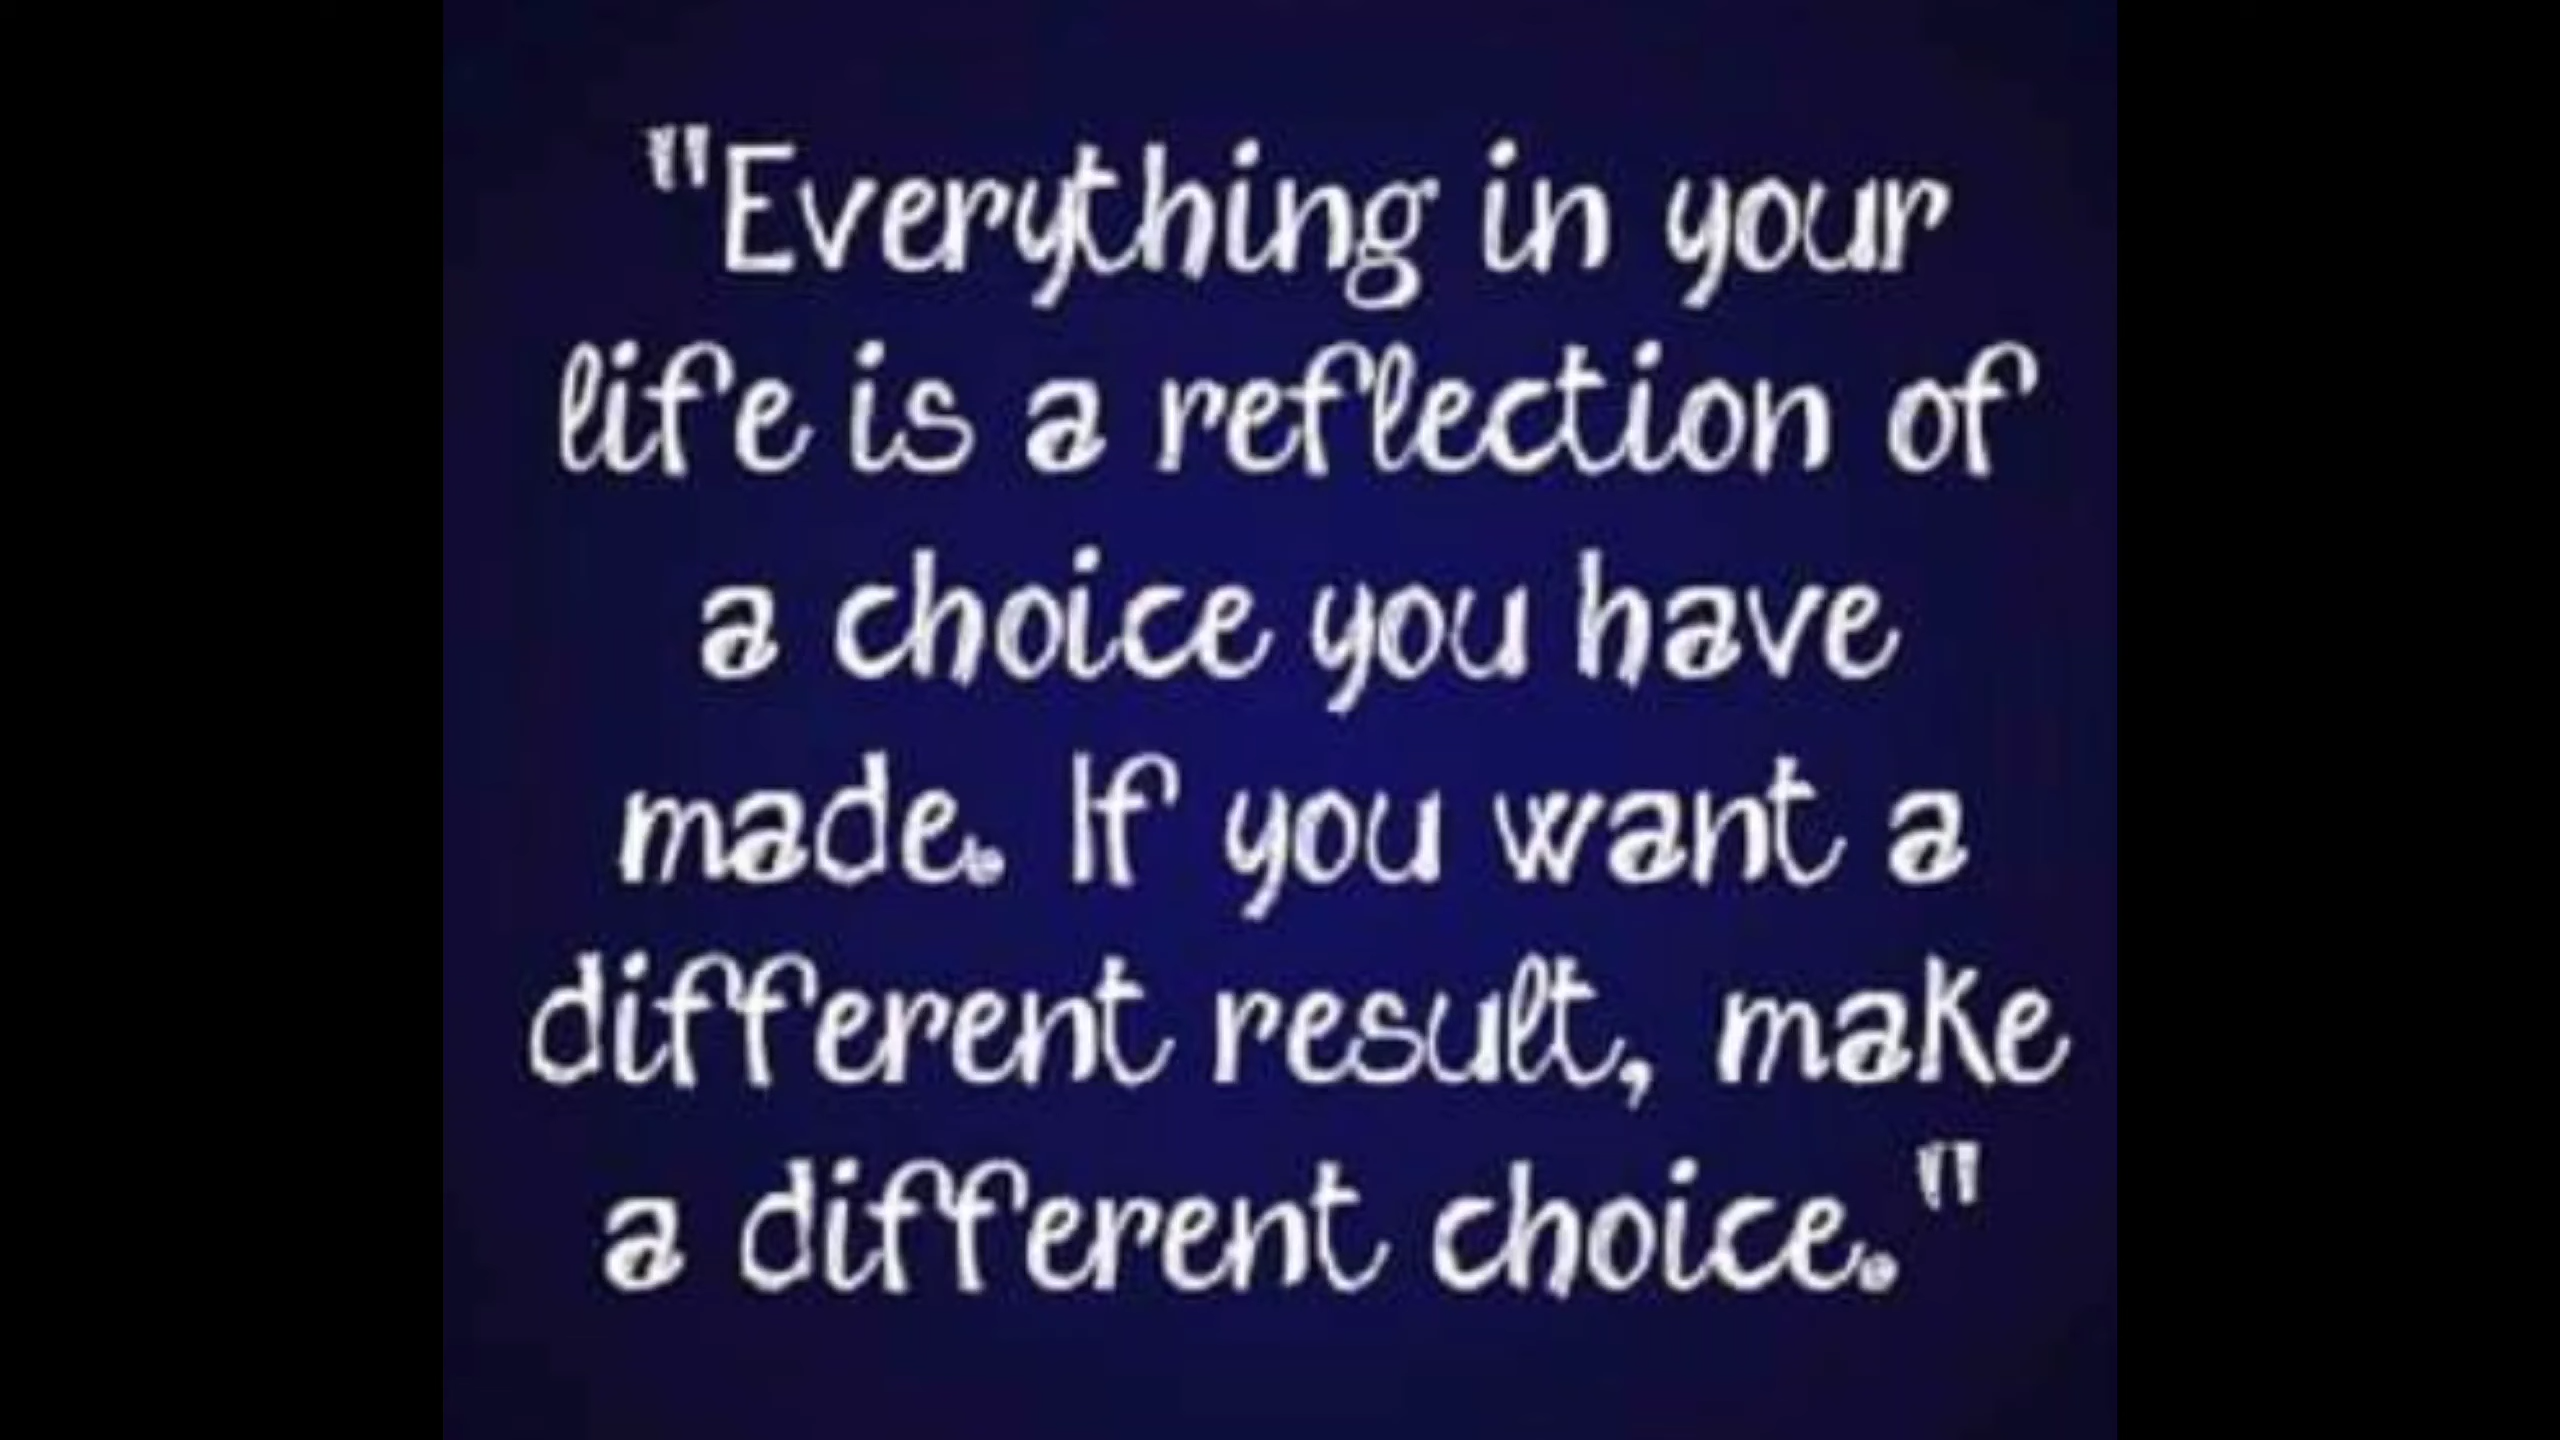 "Everything in your
life is a reflection of
a choice you have
made. If you want a
different result, make
a different choice."